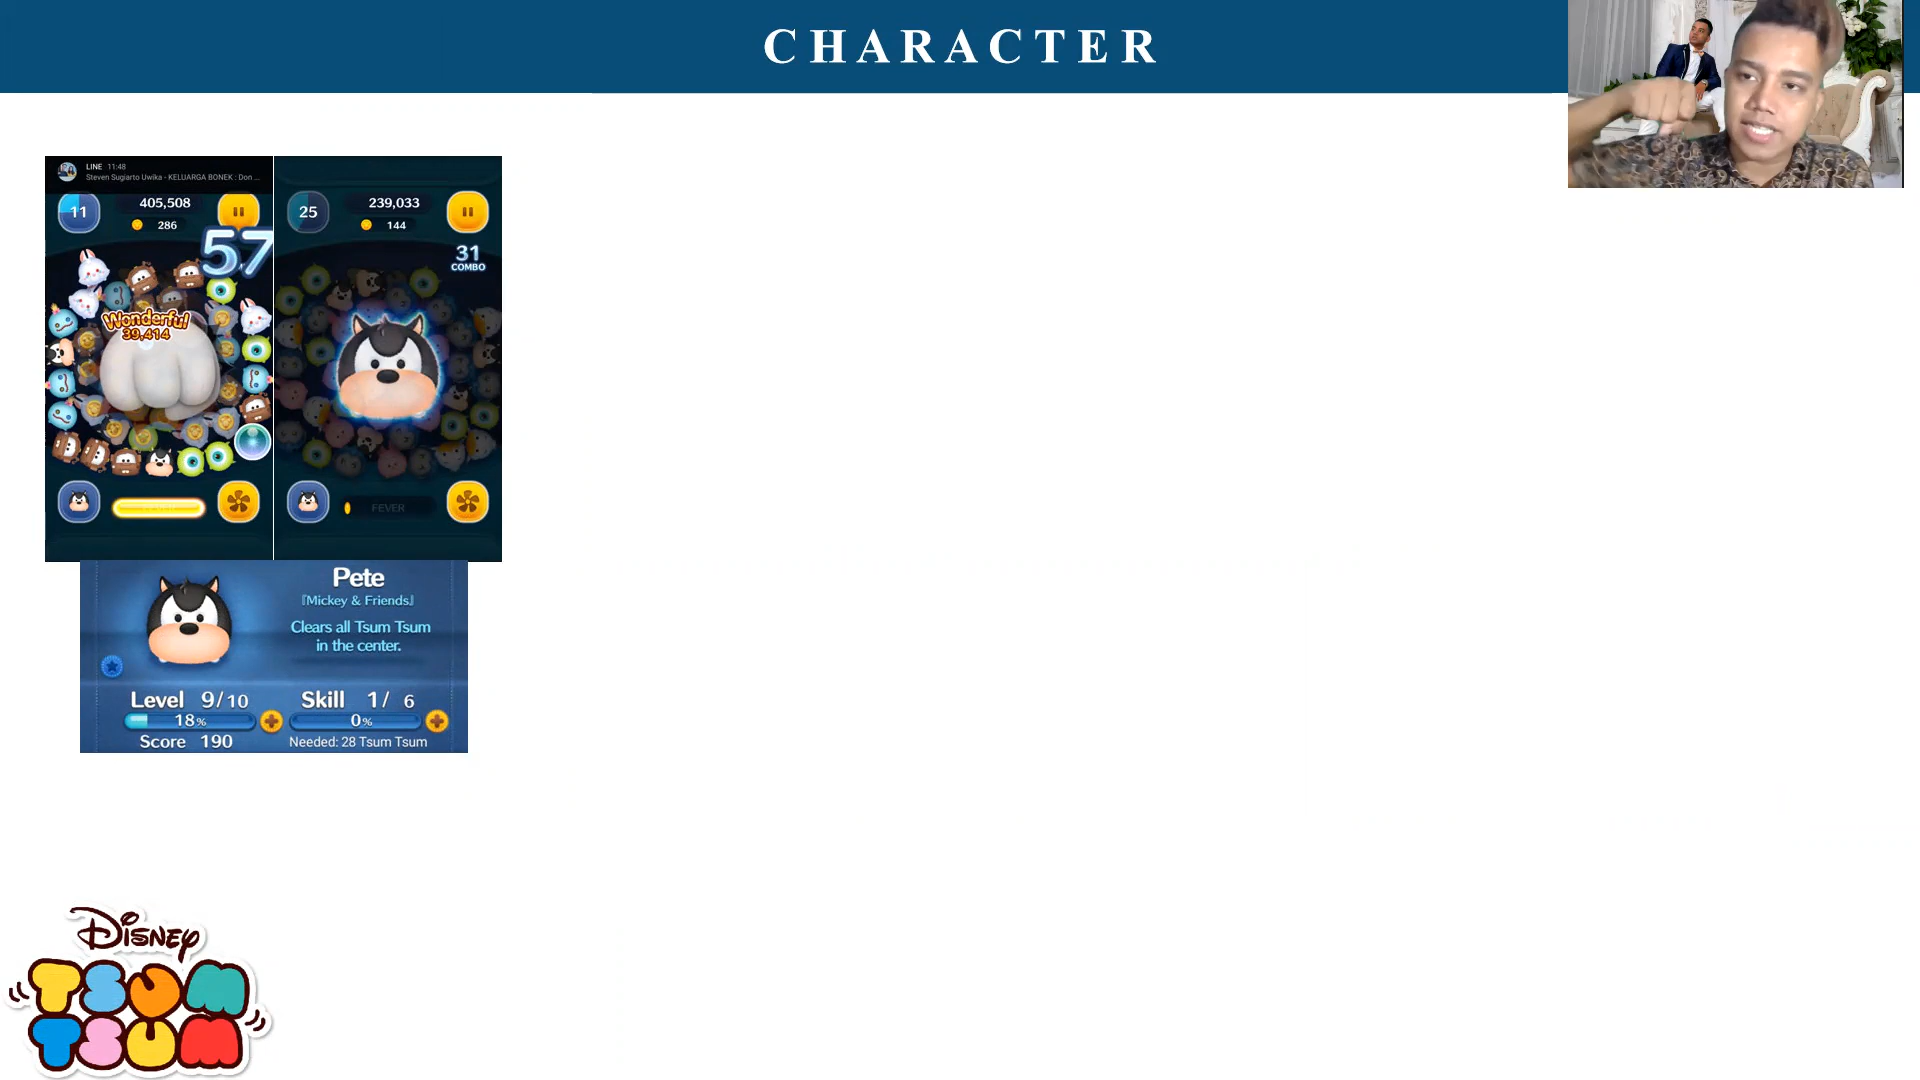 CHARACTER
LINE 11:48
Steven Sugiarto Uwika - KELUARGA BONEK : Don ...
11
405,508
286
57
Wonderful
39,414
25
239,033
144
31
COMBO
FEVER
Pete
『Mickey & Friends』
Clears all Tsum Tsum
in the center.
Level 9/10
18%
Score 190
Skill 1/ 6
0%
Needed: 28 Tsum Tsum
Disney
TSUM
TSUM